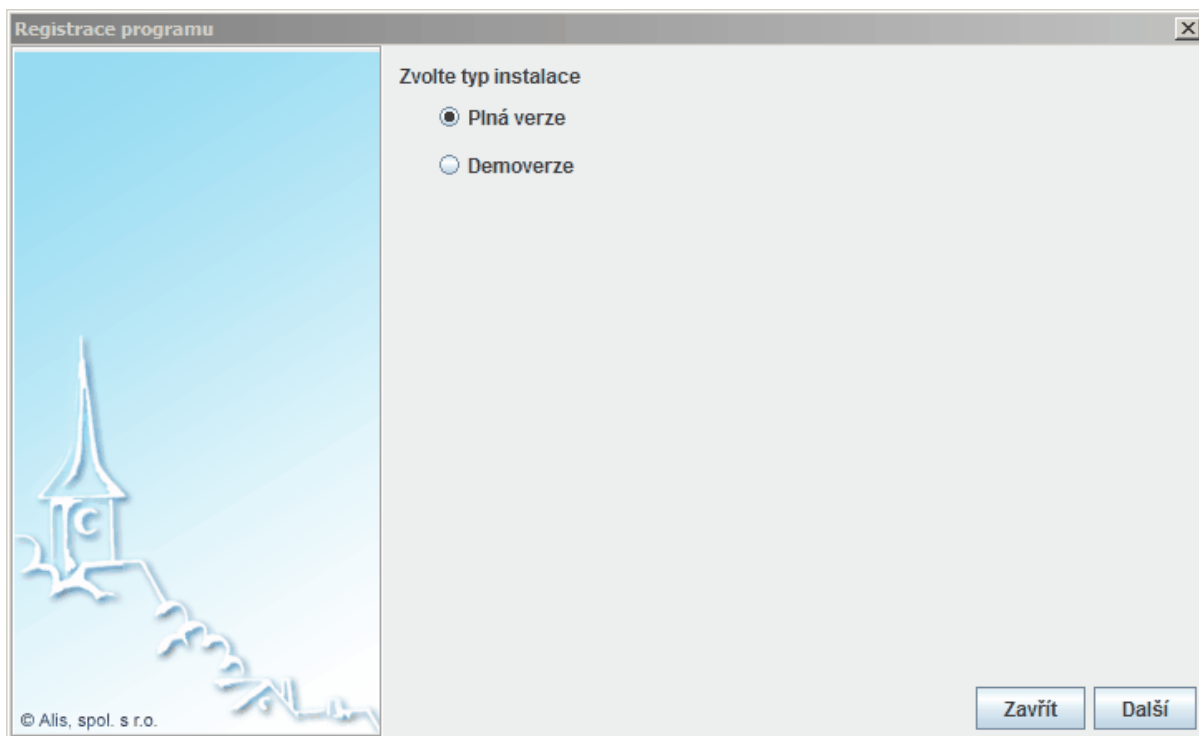 Registrace programu
Zvolte typ instalace
Plná verze
Demoverze
© Alis, spol. s r.o.
Zavřít
Další